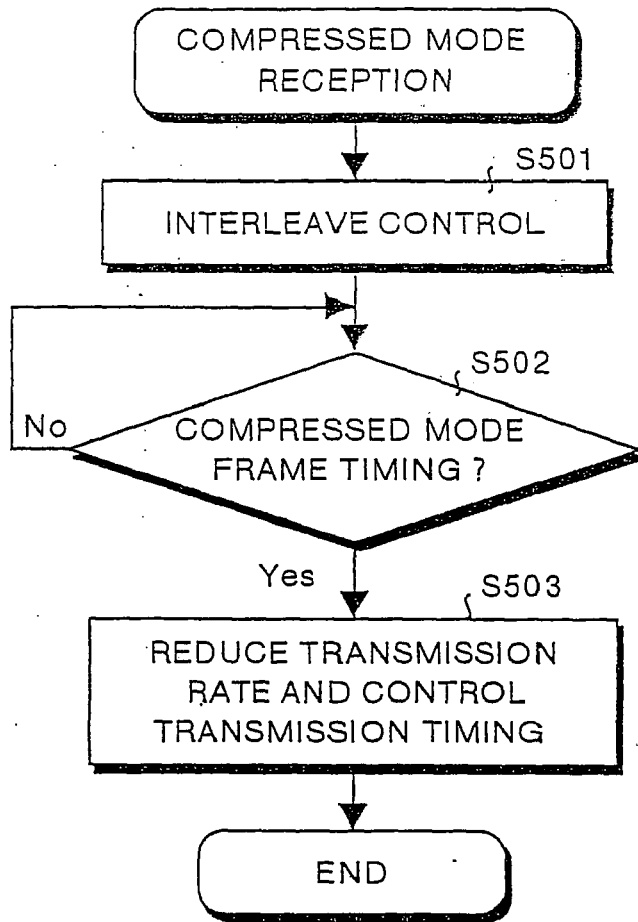 COMPRESSED MODE
RECEPTION
S501
INTERLEAVE CONTROL
S502
No
COMPRESSED MODE
FRAME TIMING ?
Yes
S503
REDUCE TRANSMISSION
RATE AND CONTROL
TRANSMISSION TIMING
END